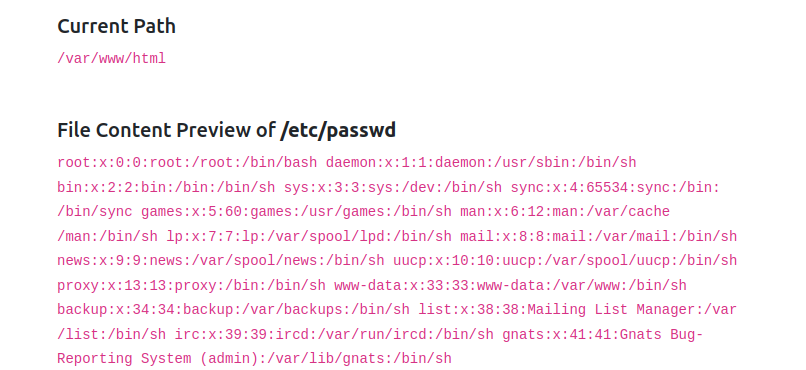 Current Path
/var/www/html
File Content Preview of /etc/passwd
root:x:0:0:root:/root:/bin/bash daemon:x:1:1:daemon:/usr/sbin:/bin/sh
bin:x:2:2:bin:/bin:/bin/sh sys:x:3:3:sys:/dev:/bin/sh sync:x:4:65534:sync:/bin:
/bin/sync games:x:5:60:games:/usr/games:/bin/sh man:x:6:12:man:/var/cache
/man:/bin/sh lp:x:7:7:lp:/var/spool/lpd:/bin/sh mail:x:8:8:mail:/var/mail:/bin/sh
news:x:9:9:news:/var/spool/news:/bin/sh uucp:x:10:10:uucp:/var/spool/uucp:/bin/sh
proxy:x:13:13:proxy:/bin:/bin/sh www-data:x:33:33:www-data:/var/www:/bin/sh
backup:x:34:34:backup:/var/backups:/bin/sh list:x:38:38:Mailing List Manager:/var
/list:/bin/sh irc:x:39:39:ircd:/var/run/ircd:/bin/sh gnats:x:41:41:Gnats Bug-
Reporting System (admin):/var/lib/gnats:/bin/sh